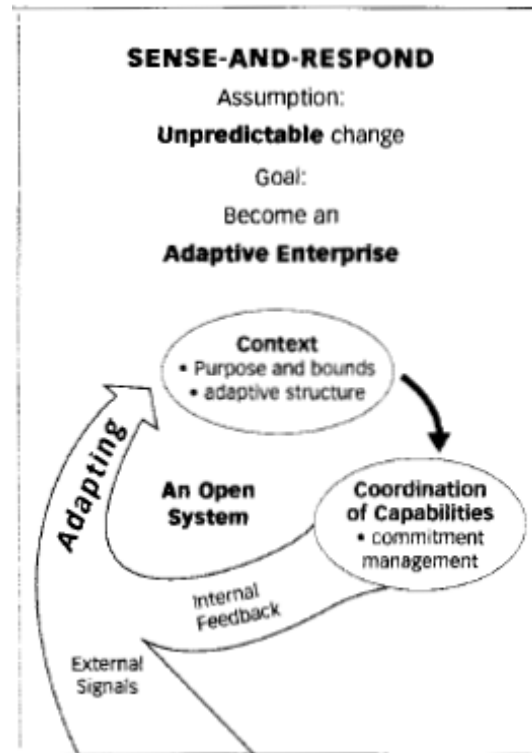 SENSE-AND-RESPOND
Assumption:
Unpredictable change
Goal:
Become an
Adaptive Enterprise
Context
• Purpose and bounds
• adaptive structure
Adapting
An Open
System
Coordination
of Capabilities
• commitment
management
Internal
Feedback
External
Signals